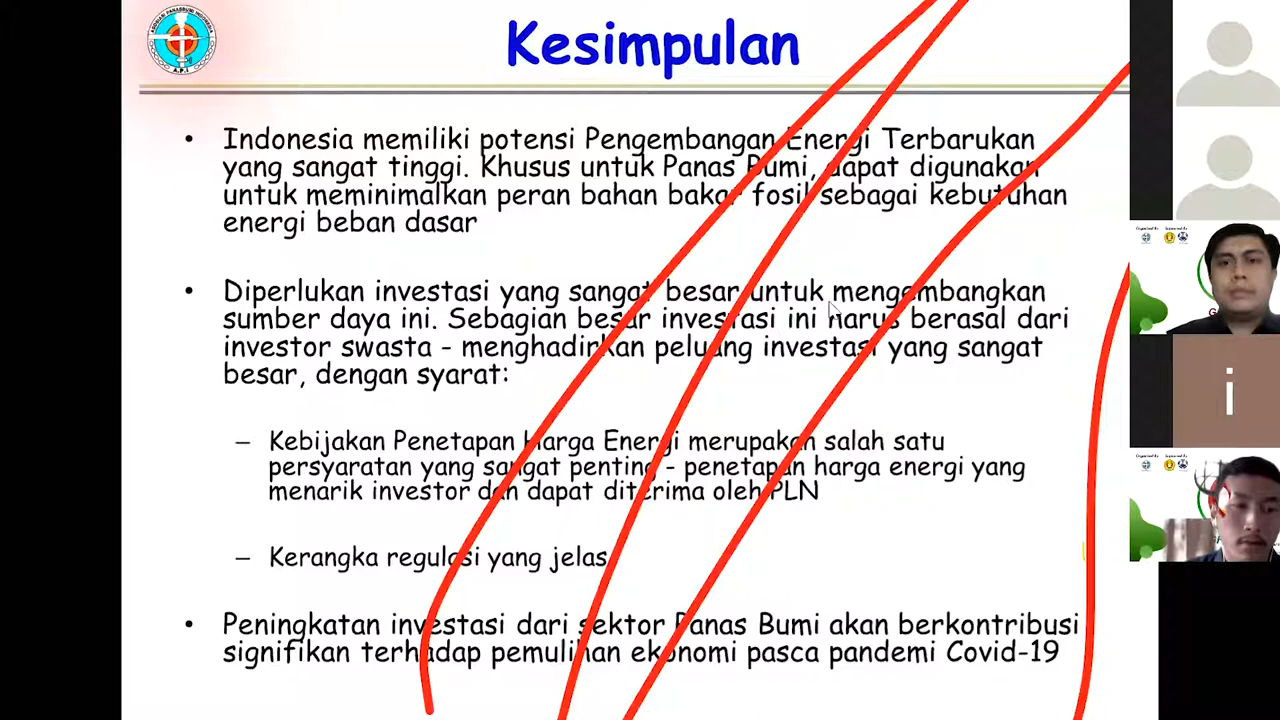 Kesimpulan
• Indonesia memiliki potensi Pengembangan Energi Terbarukan
yang sangat tinggi. Khusus untuk Panas Bumi, dapat digunakan
untuk meminimalkan peran bahan bakar fosil sebagai kebutuhan
energi beban dasar
• Diperlukan investasi yang sangat besar untuk mengembangkan
sumber daya ini. Sebagian besar investasi ini harus berasal dari
investor swasta - menghadirkan peluang investasi yang sangat
besar, dengan syarat:
– Kebijakan Penetapan Harga Energi merupakan salah satu
persyaratan yang sangat penting - penetapan harga energi yang
menarik investor dan dapat diterima oleh PLN
– Kerangka regulasi yang jelas
• Peningkatan investasi dari sektor Panas Bumi akan berkontribusi
signifikan terhadap pemulihan ekonomi pasca pandemi Covid-19
ASOSIASI PANASBUMI INDONESIA
A.P.I
i